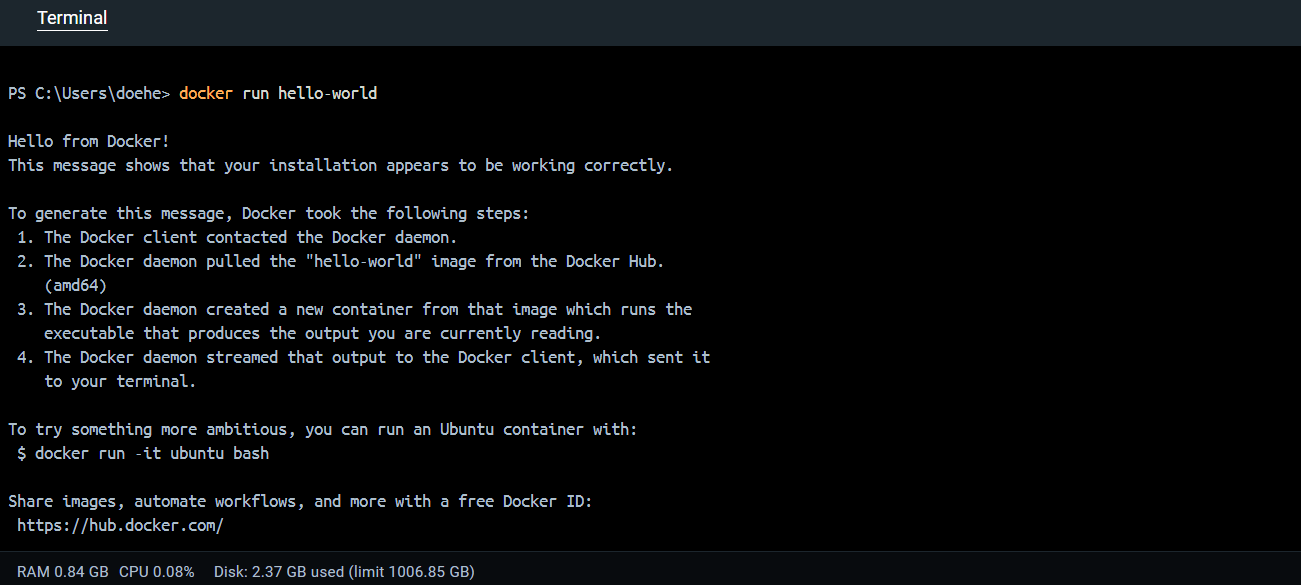 Terminal
PS C:\Users\doehe> docker run hello-world
Hello from Docker!
This message shows that your installation appears to be working correctly.
To generate this message, Docker took the following steps:
1. The Docker client contacted the Docker daemon.
2. The Docker daemon pulled the "hello-world" image from the Docker Hub.
(amd64)
3. The Docker daemon created a new container from that image which runs the
executable that produces the output you are currently reading.
4. The Docker daemon streamed that output to the Docker client, which sent it
to your terminal.
To try something more ambitious, you can run an Ubuntu container with:
$ docker run -it ubuntu bash
Share images, automate workflows, and more with a free Docker ID:
https://hub.docker.com/
RAM 0.84 GB CPU 0.08% Disk: 2.37 GB used (limit 1006.85 GB)